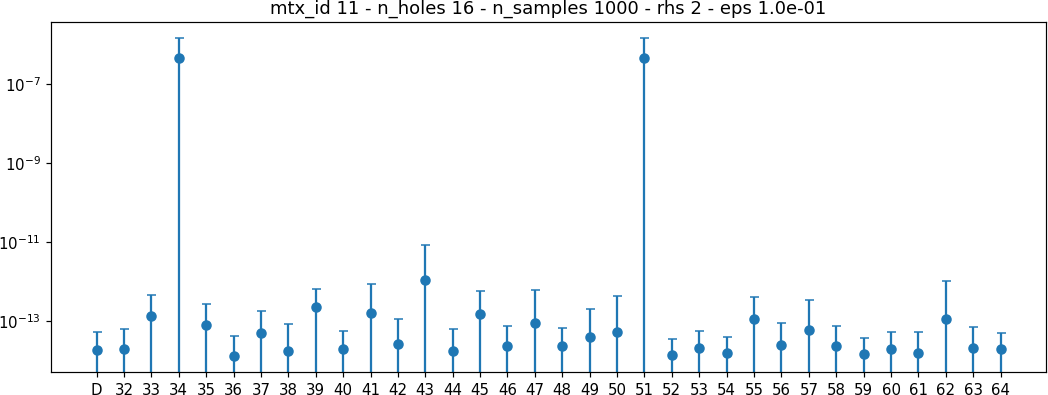 mtx_id 11 - n_holes 16 - n_samples 1000 - rhs 2 - eps 1.0e-01
10⁻⁷
10⁻⁹
10⁻¹¹
10⁻¹³
D 32 33 34 35 36 37 38 39 40 41 42 43 44 45 46 47 48 49 50 51 52 53 54 55 56 57 58 59 60 61 62 63 64